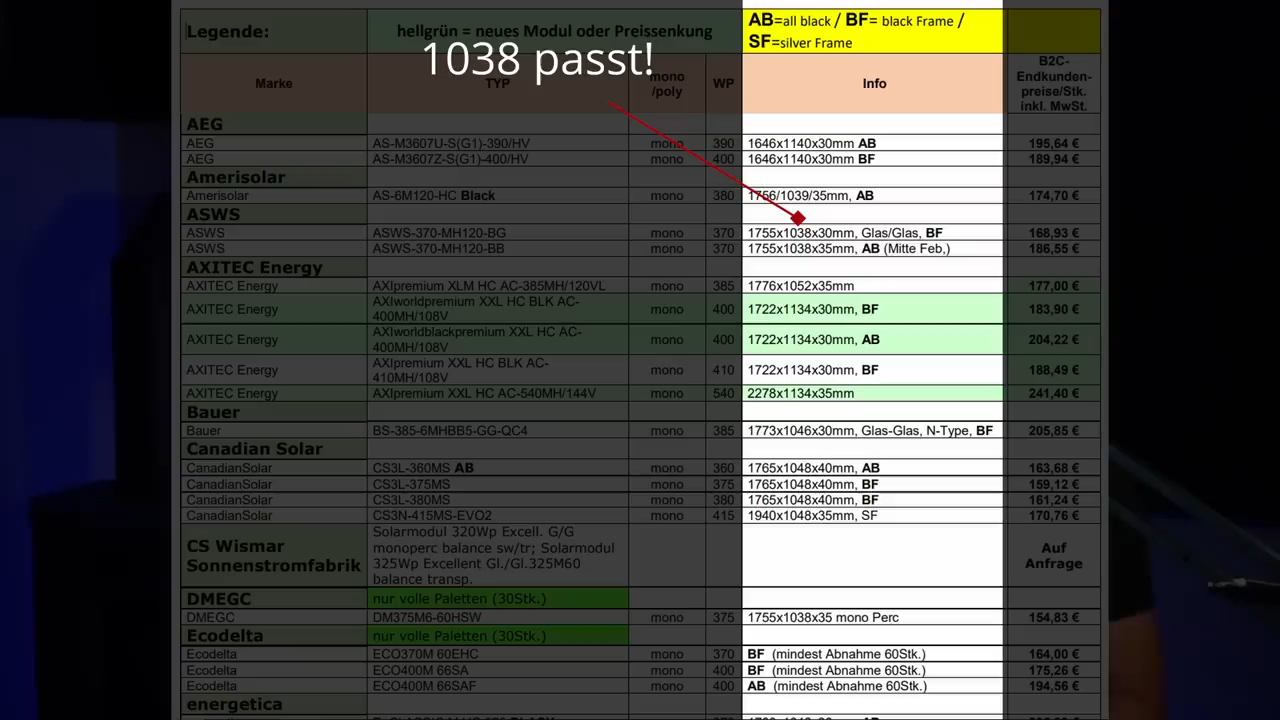 Legende:
hellgrün = neues Modul oder Preissenkung
AB=all black / BF= black Frame /
SF=silver Frame
1038 passt!
Marke
TYP
mono
/poly
WP
Info
B2C-
Endkunden-
preise/Stk.
inkl. MwSt.
AEG
AEG AS-M3607U-S(G1)-390/HV mono 390 1646x1140x30mm AB 195,64 €
AEG AS-M3607Z-S(G1)-400/HV mono 400 1646x1140x30mm BF 189,94 €
Amerisolar
Amerisolar AS-6M120-HC Black mono 380 1756/1039/35mm, AB 174,70 €
ASWS
ASWS ASWS-370-MH120-BG mono 370 1755x1038x30mm, Glas/Glas, BF 168,93 €
ASWS ASWS-370-MH120-BB mono 370 1755x1038x35mm, AB (Mitte Feb,) 186,55 €
AXITEC Energy
AXITEC Energy AXIpremium XLM HC AC-385MH/120VL mono 385 1776x1052x35mm 177,00 €
AXITEC Energy AXIworldpremium XXL HC BLK AC-
400MH/108V mono 400 1722x1134x30mm, BF 183,90 €
AXITEC Energy AXIworldblackpremium XXL HC AC-
400MH/108V mono 400 1722x1134x30mm, AB 204,22 €
AXITEC Energy AXIpremium XXL HC BLK AC-
410MH/108V mono 410 1722x1134x30mm, BF 188,49 €
AXITEC Energy AXIpremium XXL HC AC-540MH/144V mono 540 2278x1134x35mm 241,40 €
Bauer
Bauer BS-385-6MHBB5-GG-QC4 mono 385 1773x1046x30mm, Glas-Glas, N-Type, BF 205,85 €
Canadian Solar
CanadianSolar CS3L-360MS AB mono 360 1765x1048x40mm, AB 163,68 €
CanadianSolar CS3L-375MS mono 375 1765x1048x40mm, BF 159,12 €
CanadianSolar CS3L-380MS mono 380 1765x1048x40mm, BF 161,24 €
CanadianSolar CS3N-415MS-EVO2 mono 415 1940x1048x35mm, SF 170,76 €
CS Wismar
Sonnenstromfabrik
Solarmodul 320Wp Excell. G/G
monoperc balance sw/tr; Solarmodul
325Wp Excellent Gl./Gl.325M60
balance transp.
Auf
Anfrage
DMEGC nur volle Paletten (30Stk.)
DMEGC DM375M6-60HSW mono 375 1755x1038x35 mono Perc 154,83 €
Ecodelta nur volle Paletten (30Stk.)
Ecodelta ECO370M 60EHC mono 370 BF (mindest Abnahme 60Stk.) 164,00 €
Ecodelta ECO400M 66SA mono 400 BF (mindest Abnahme 60Stk.) 175,26 €
Ecodelta ECO400M 66SAF mono 400 AB (mindest Abnahme 60Stk.) 194,56 €
energetica